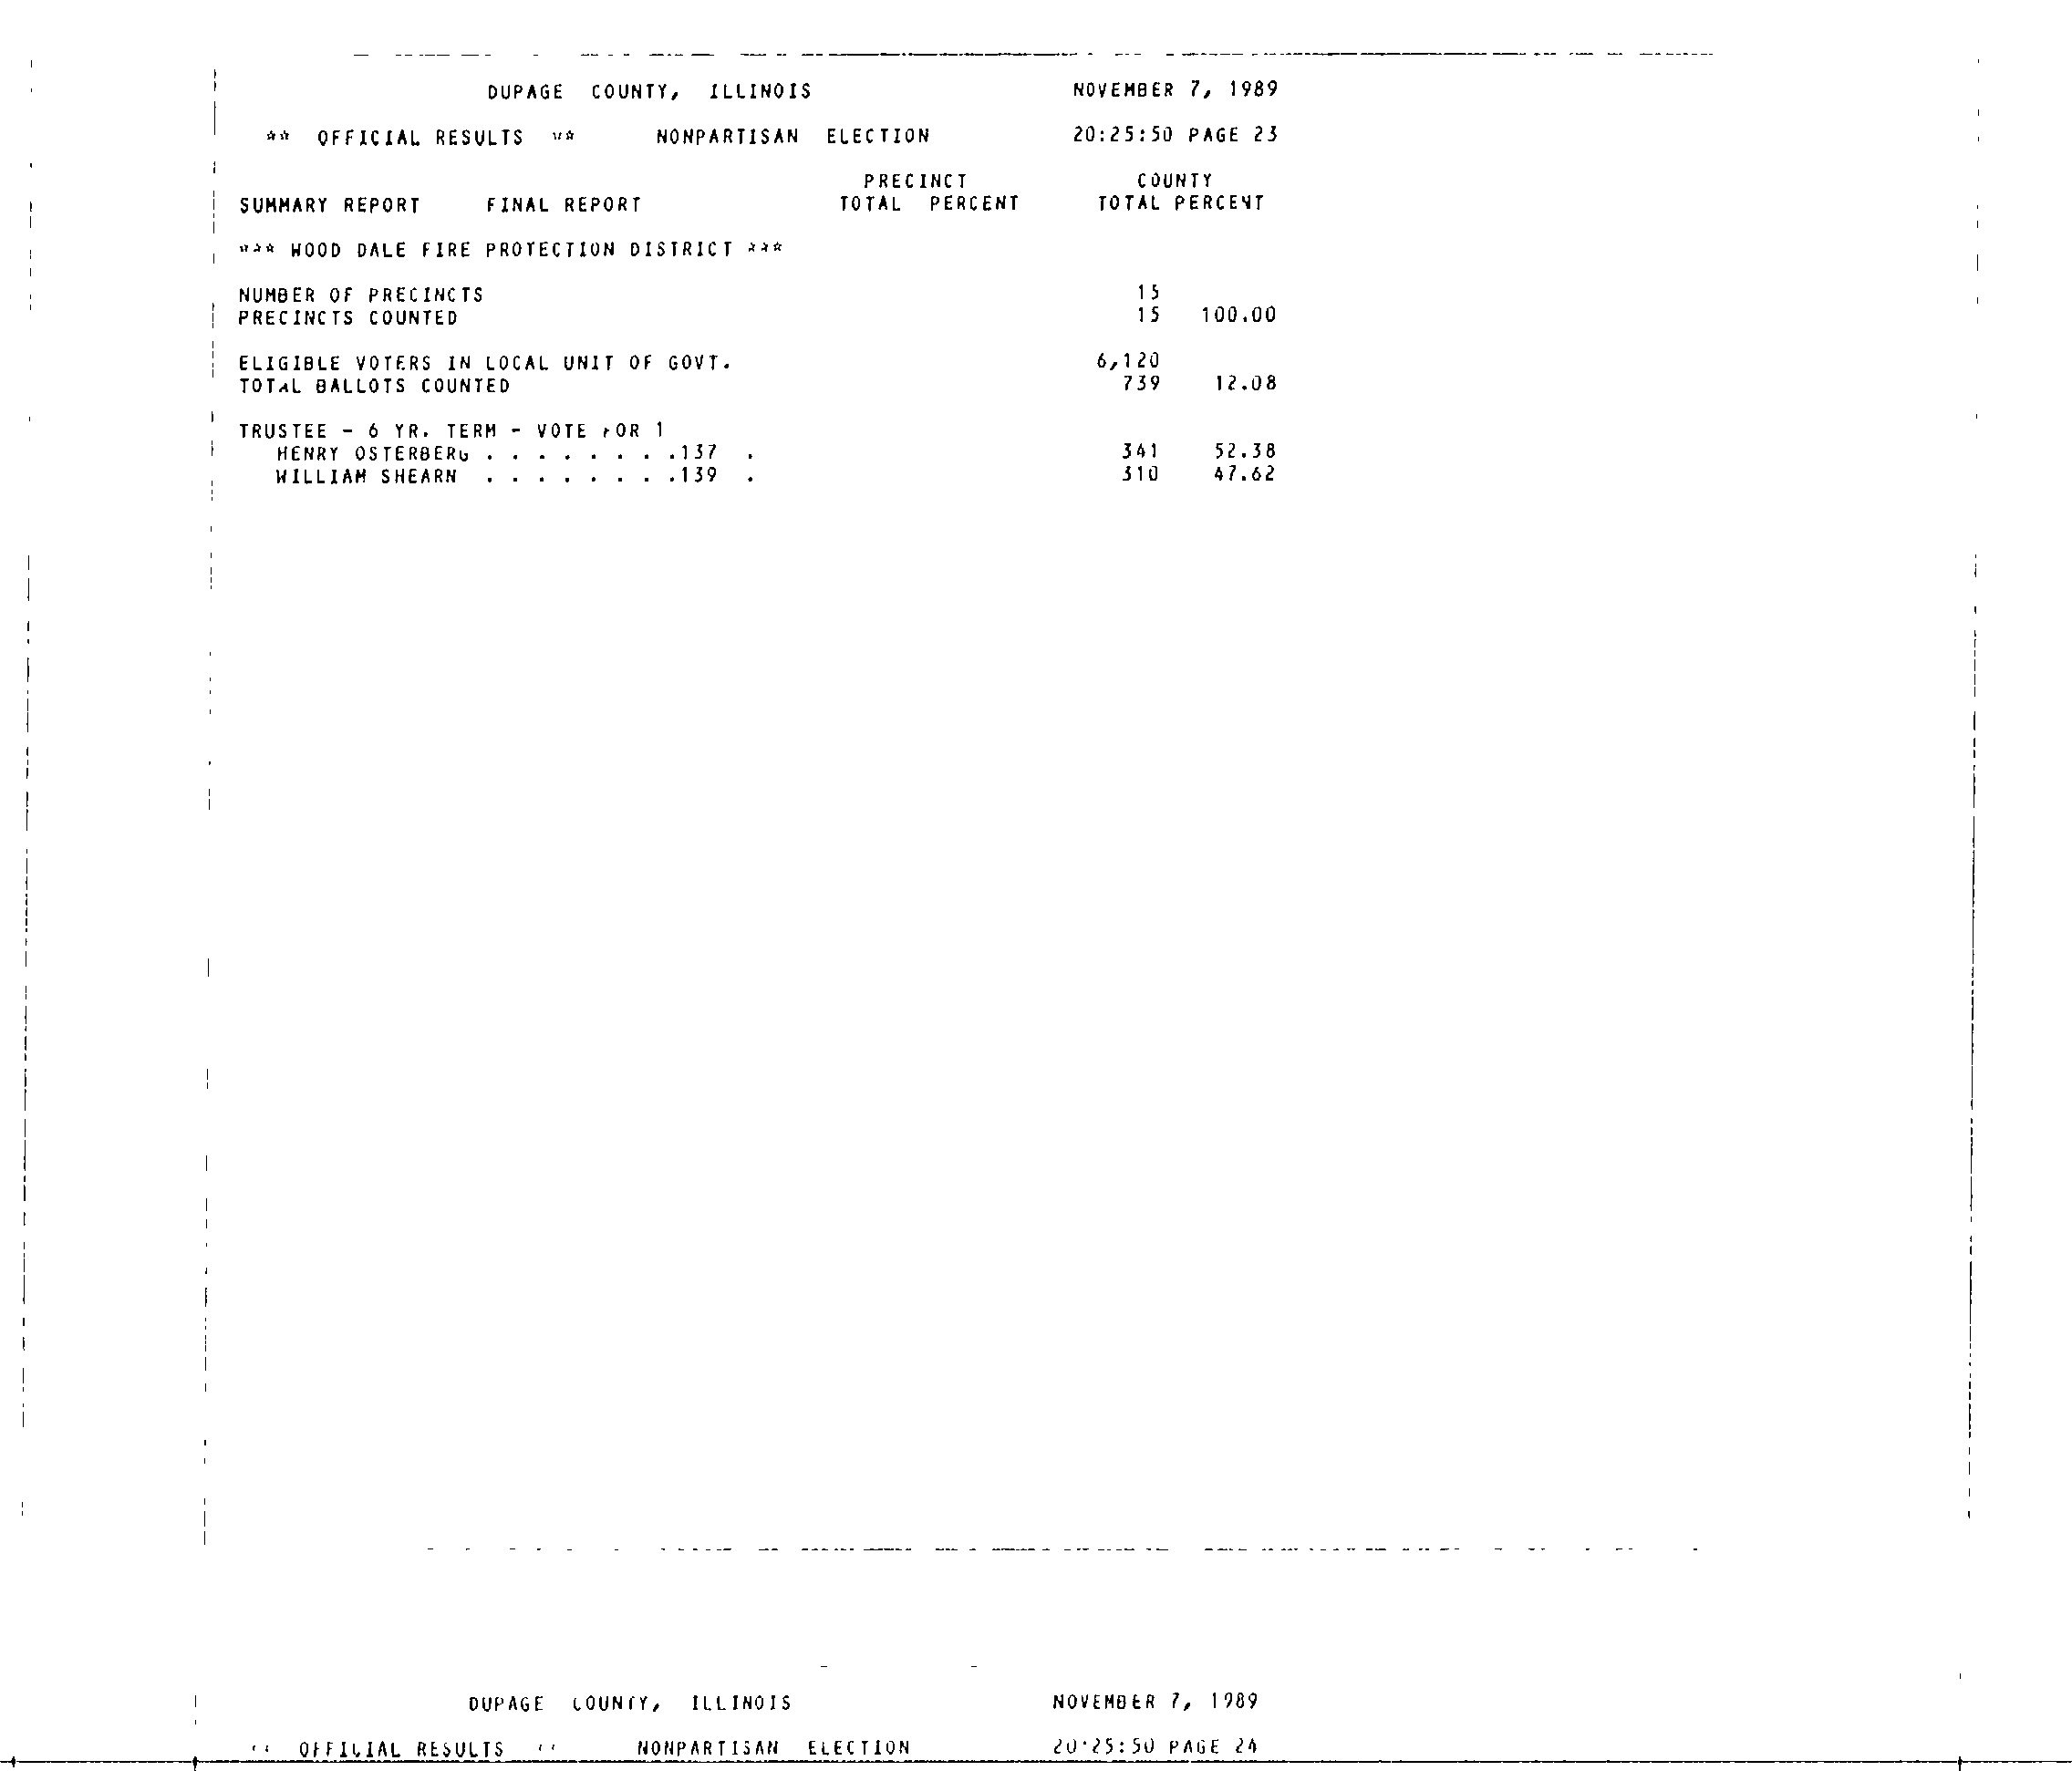 DUPAGE COUNTY, ILLINOIS NOVEMBER 7, 1989
** OFFICIAL RESULTS ** NONPARTISAN ELECTION 20:25:50 PAGE 23
PRECINCT COUNTY
SUMMARY REPORT FINAL REPORT TOTAL PERCENT TOTAL PERCENT
*** WOOD DALE FIRE PROTECTION DISTRICT ***
NUMBER OF PRECINCTS 15
PRECINCTS COUNTED 15 100.00
ELIGIBLE VOTERS IN LOCAL UNIT OF GOVT. 6,120
TOTAL BALLOTS COUNTED 739 12.08
TRUSTEE - 6 YR. TERM - VOTE FOR 1
HENRY OSTERBERG . . . . . . . .137 . 341 52.38
WILLIAM SHEARN . . . . . . . .139 . 310 47.62
DUPAGE COUNTY, ILLINOIS NOVEMBER 7, 1989
OFFICIAL RESULTS NONPARTISAN ELECTION 20:25:50 PAGE 24